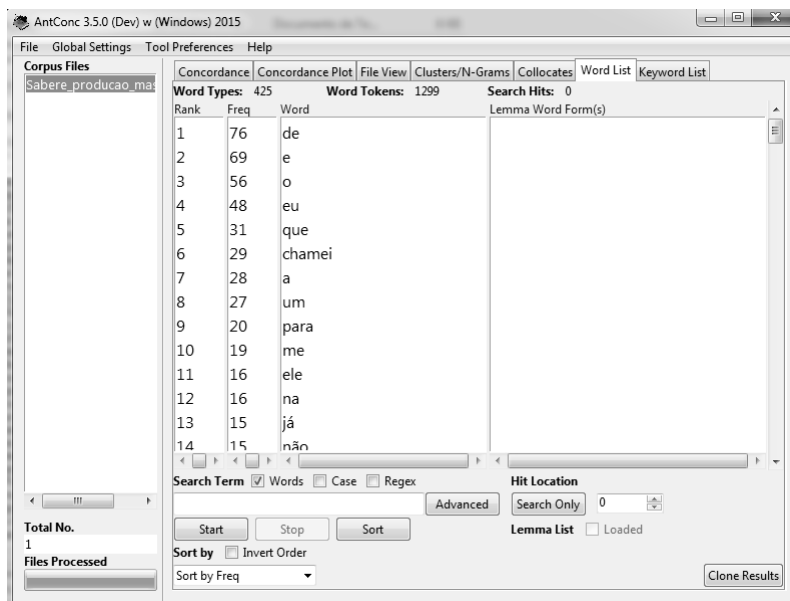 AntConc 3.5.0 (Dev) w (Windows) 2015
File Global Settings Tool Preferences Help
Corpus Files
Sabere_producao_mas
Concordance Concordance Plot File View Clusters/N-Grams Collocates Word List Keyword List
Word Types: 425 Word Tokens: 1299 Search Hits: 0
Rank Freq Word Lemma Word Form(s)
1 76 de
2 69 e
3 56 o
4 48 eu
5 31 que
6 29 chamei
7 28 a
8 27 um
9 20 para
10 19 me
11 16 ele
12 16 na
13 15 já
14 15 não
Search Term Words Case Regex Hit Location
Advanced Search Only 0
Total No.
1
Start Stop Sort Lemma List Loaded
Files Processed
Sort by Invert Order
Sort by Freq Clone Results